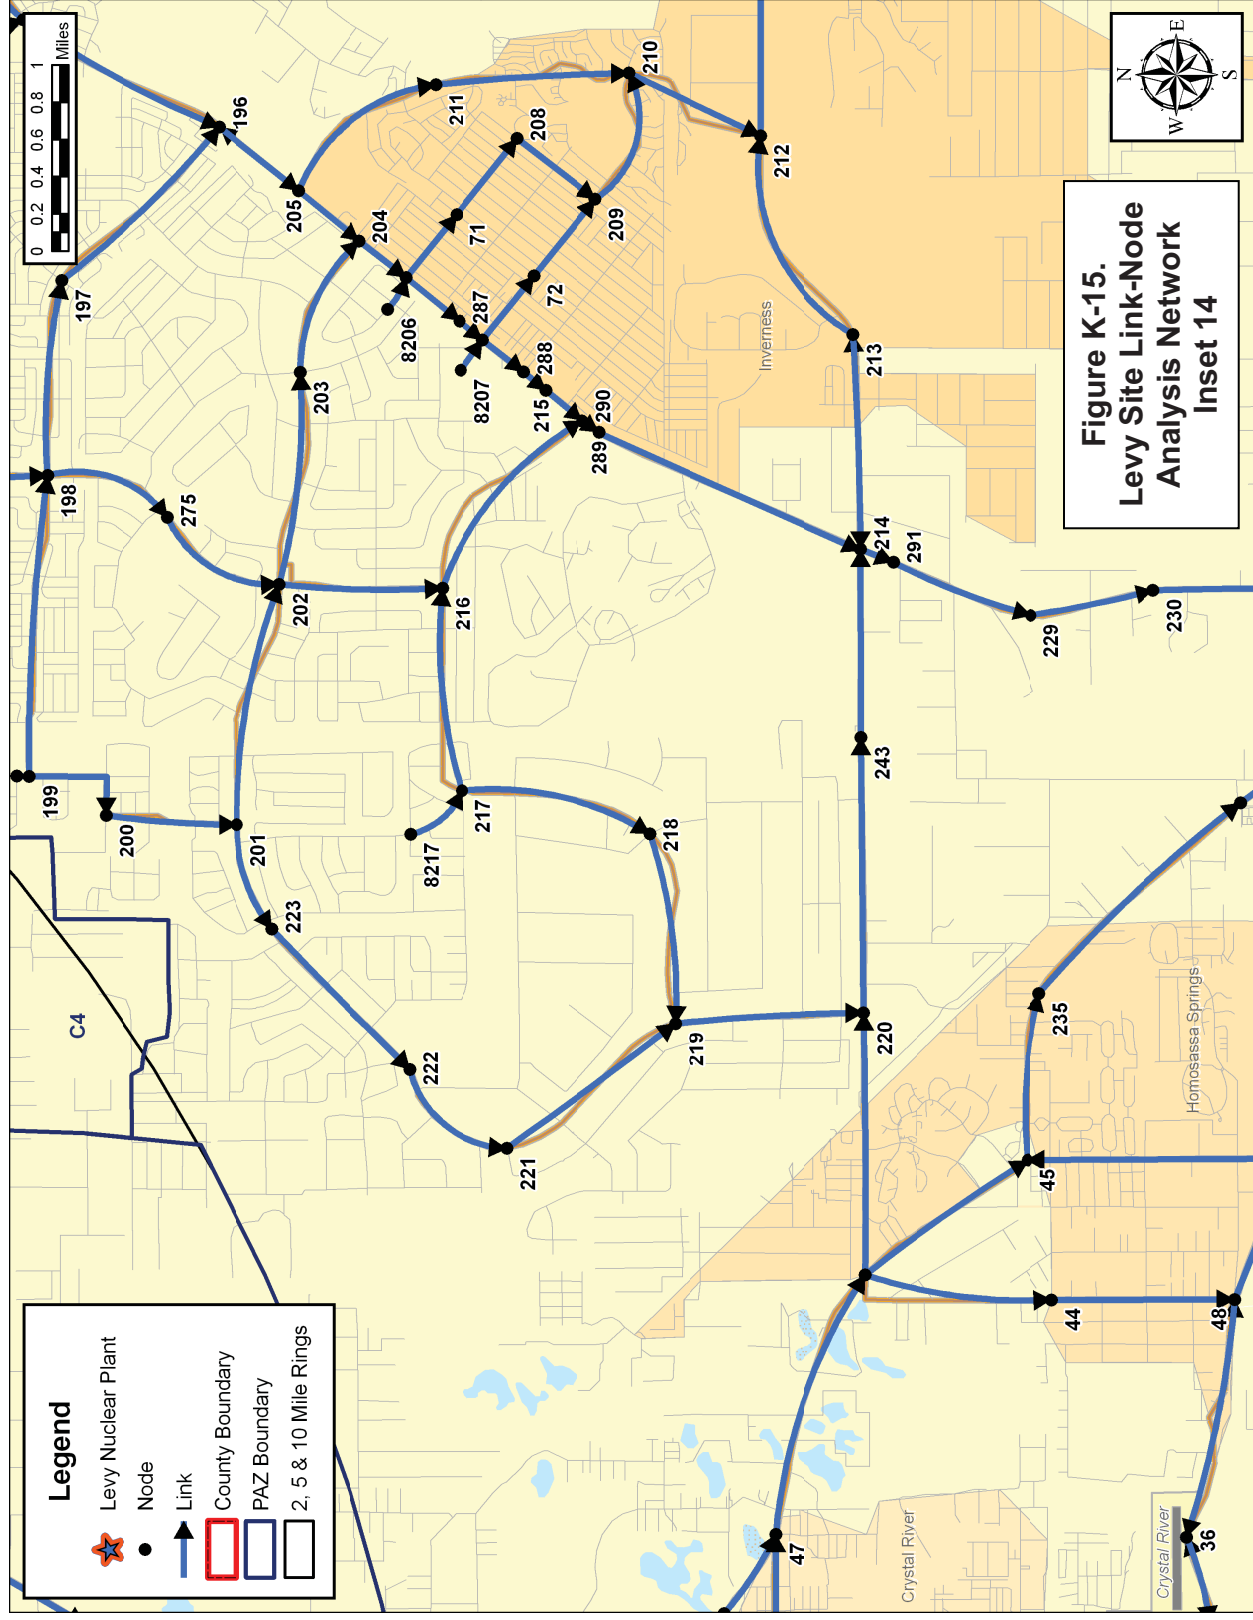 Figure K-15.
Levy Site Link-Node
Analysis Network
Inset 14
N
E
S
W
0 0.2 0.4 0.6 0.8 1
Miles
Legend
Levy Nuclear Plant
Node
Link
County Boundary
PAZ Boundary
2, 5 & 10 Mile Rings
C4
199
200
201
223
222
221
198
275
202
197
203
196
205
204
8206
71
208
211
210
287
72
209
212
8207
288
215
290
289
216
217
8217
218
219
220
243
214
291
213
229
230
235
45
44
48
47
36
Inverness
Homosassa Springs
Crystal River
Crystal River